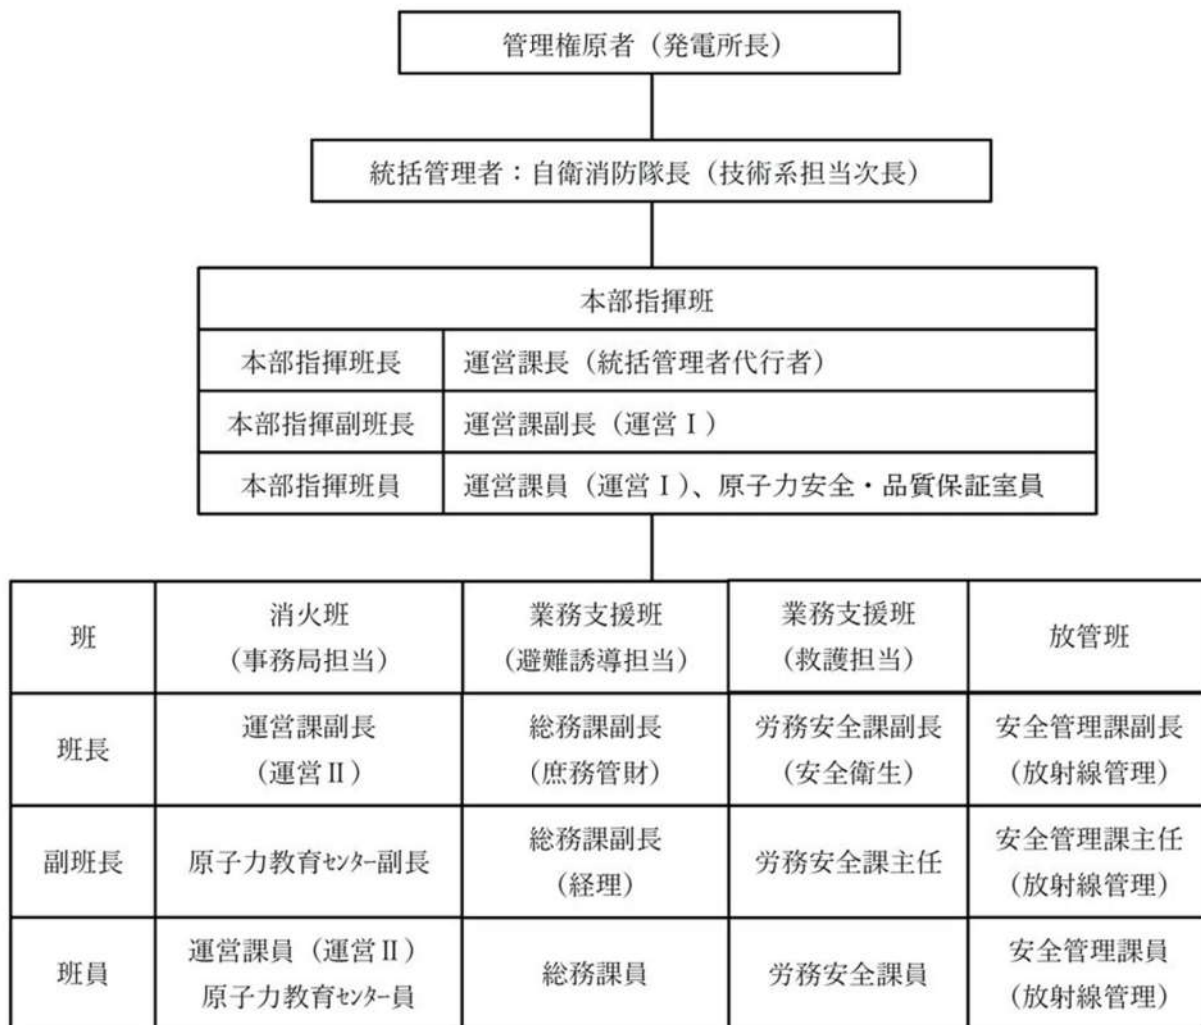 管理権原者（発電所長）
統括管理者：自衛消防隊長（技術系担当次長）
本部指揮班
本部指揮班長
運営課長（統括管理者代行者）
本部指揮副班長
運営課副長（運営Ⅰ）
本部指揮班員
運営課員（運営Ⅰ）、原子力安全・品質保証室員
班
消火班
（事務局担当）
業務支援班
（避難誘導担当）
業務支援班
（救護担当）
放管班
班長
運営課副長
（運営Ⅱ）
総務課副長
（庶務管財）
労務安全課副長
（安全衛生）
安全管理課副長
（放射線管理）
副班長
原子力教育ｾﾝﾀｰ副長
総務課副長
（経理）
労務安全課主任
安全管理課主任
（放射線管理）
班員
運営課員（運営Ⅱ）
原子力教育ｾﾝﾀｰ員
総務課員
労務安全課員
安全管理課員
（放射線管理）